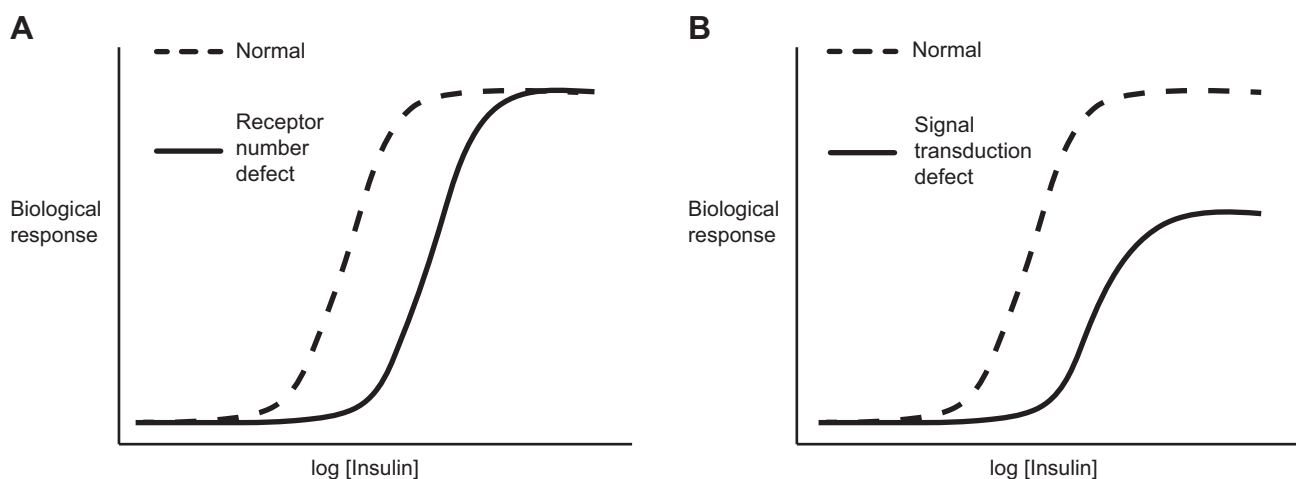 A
Normal
Receptor
number
defect
Biological
response
log [Insulin]
B
Normal
Signal
transduction
defect
Biological
response
log [Insulin]